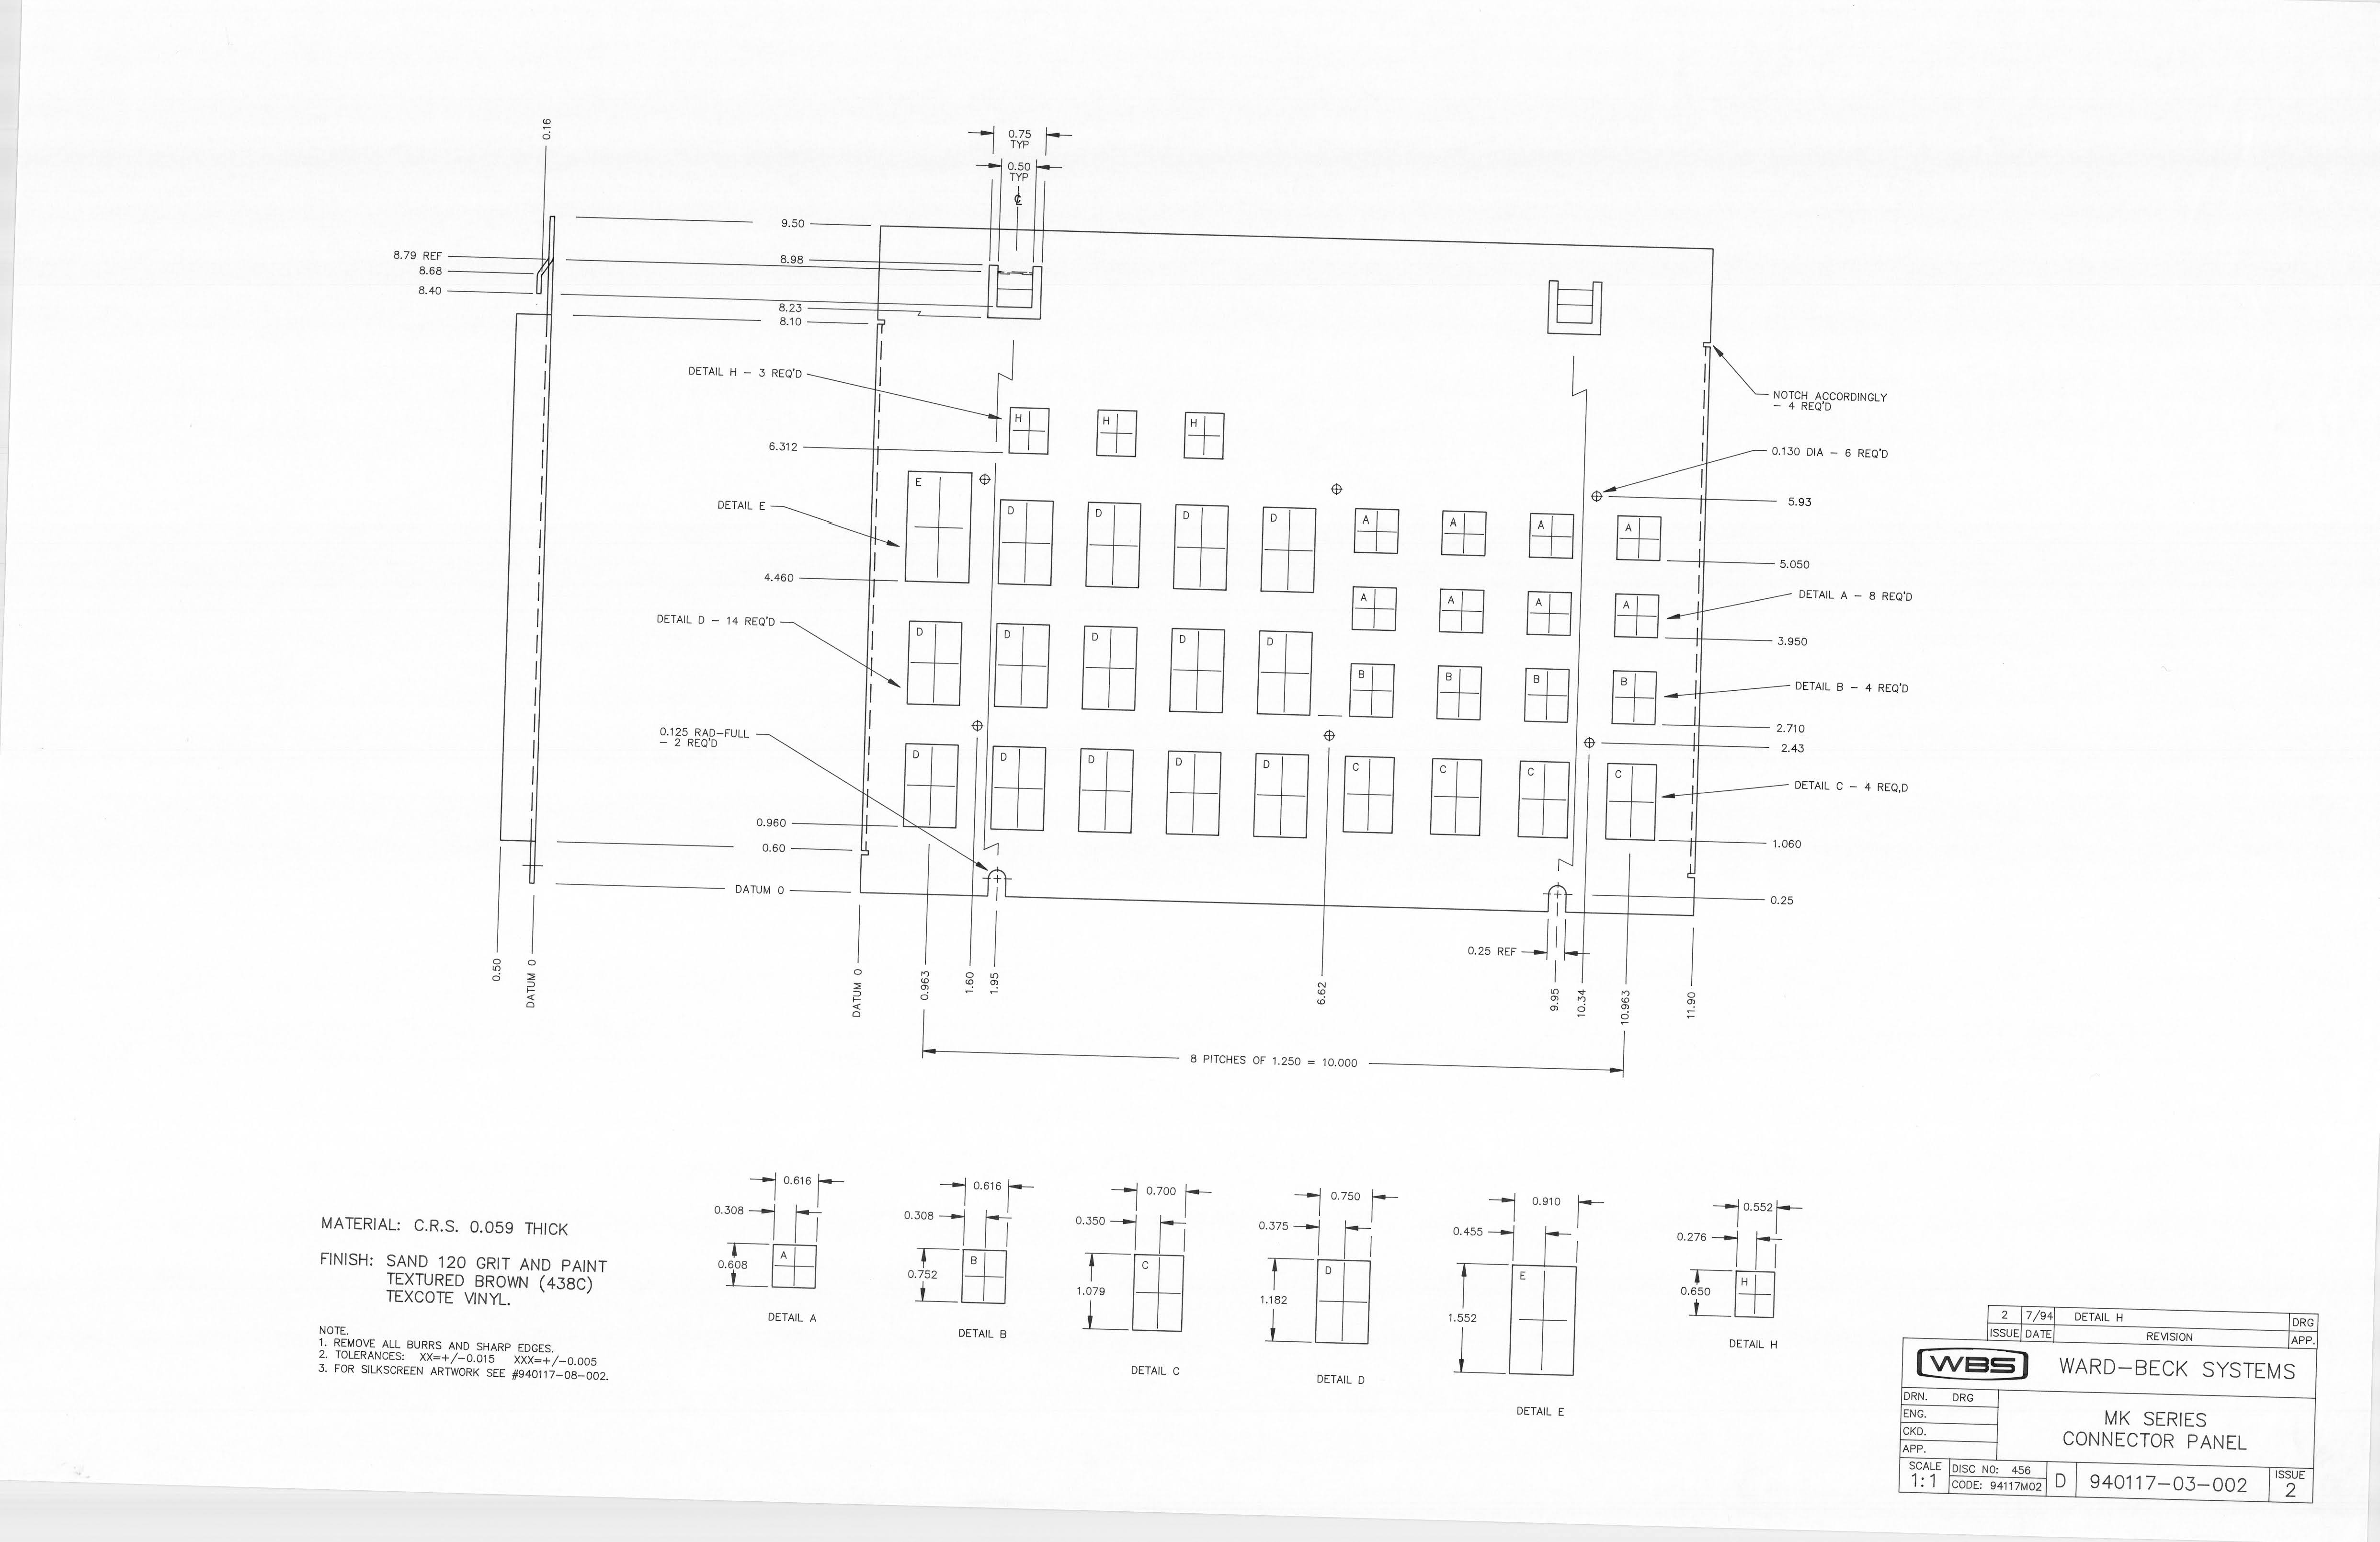 0.16
0.75
TYP
0.50
TYP
℄
9.50
8.79 REF
8.98
8.68
8.40
8.23
8.10
DETAIL H - 3 REQ'D
H
H
H
NOTCH ACCORDINGLY
- 4 REQ'D
6.312
0.130 DIA - 6 REQ'D
5.93
DETAIL E
E
D
D
D
D
A
A
A
A
5.050
4.460
A
A
A
A
DETAIL A - 8 REQ'D
3.950
DETAIL D - 14 REQ'D
D
D
D
D
D
B
B
B
B
DETAIL B - 4 REQ'D
2.710
2.43
0.125 RAD-FULL
- 2 REQ'D
D
D
D
D
D
C
C
C
C
DETAIL C - 4 REQ,D
0.960
0.60
1.060
DATUM 0
0.25
0.25 REF
0.50
DATUM 0
DATUM 0
0.963
1.60
1.95
6.62
9.95
10.34
10.963
11.90
8 PITCHES OF 1.250 = 10.000
0.616
0.308
A
0.608
DETAIL A
0.616
0.308
B
0.752
DETAIL B
0.700
0.350
C
1.079
DETAIL C
0.750
0.375
D
1.182
DETAIL D
0.910
0.455
E
1.552
DETAIL E
0.552
0.276
H
0.650
DETAIL H
MATERIAL: C.R.S. 0.059 THICK
FINISH: SAND 120 GRIT AND PAINT
TEXTURED BROWN (438C)
TEXCOTE VINYL.
NOTE.
1. REMOVE ALL BURRS AND SHARP EDGES.
2. TOLERANCES: XX=+/-0.015 XXX=+/-0.005
3. FOR SILKSCREEN ARTWORK SEE #940117-08-002.
2 7/94 DETAIL H DRG
ISSUE DATE REVISION APP.
WBS WARD-BECK SYSTEMS
DRN. DRG
ENG.
CKD.
APP.
MK SERIES
CONNECTOR PANEL
SCALE
1:1
DISC NO: 456
CODE: 94117M02
D
940117-03-002
ISSUE
2